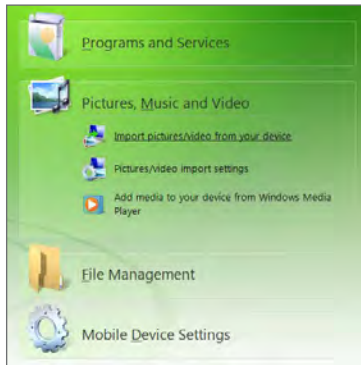 Programs and Services
Pictures, Music and Video
Import pictures/video from your device
Pictures/video import settings
Add media to your device from Windows Media
Player
File Management
Mobile Device Settings